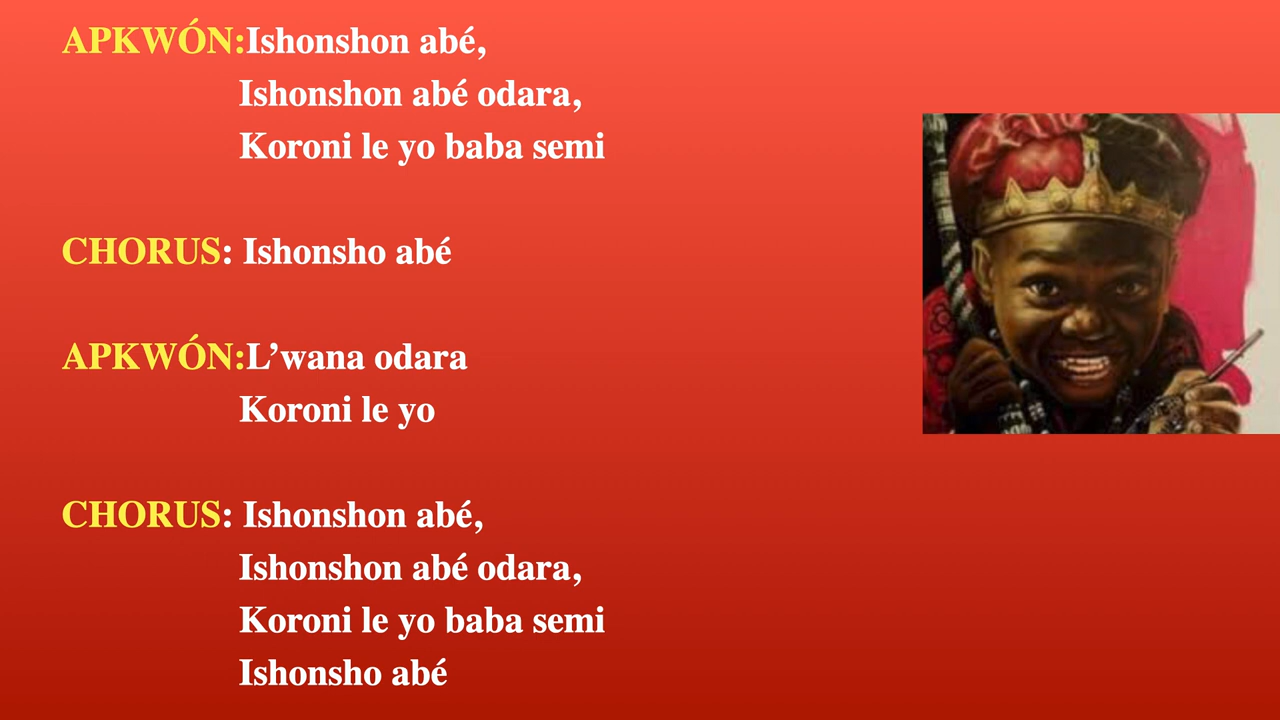 APKWÓN:Ishonshon abé,
Ishonshon abé odara,
Koroni le yo baba semi
CHORUS: Ishonsho abé
APKWÓN:L’wana odara
Koroni le yo
CHORUS: Ishonshon abé,
Ishonshon abé odara,
Koroni le yo baba semi
Ishonsho abé